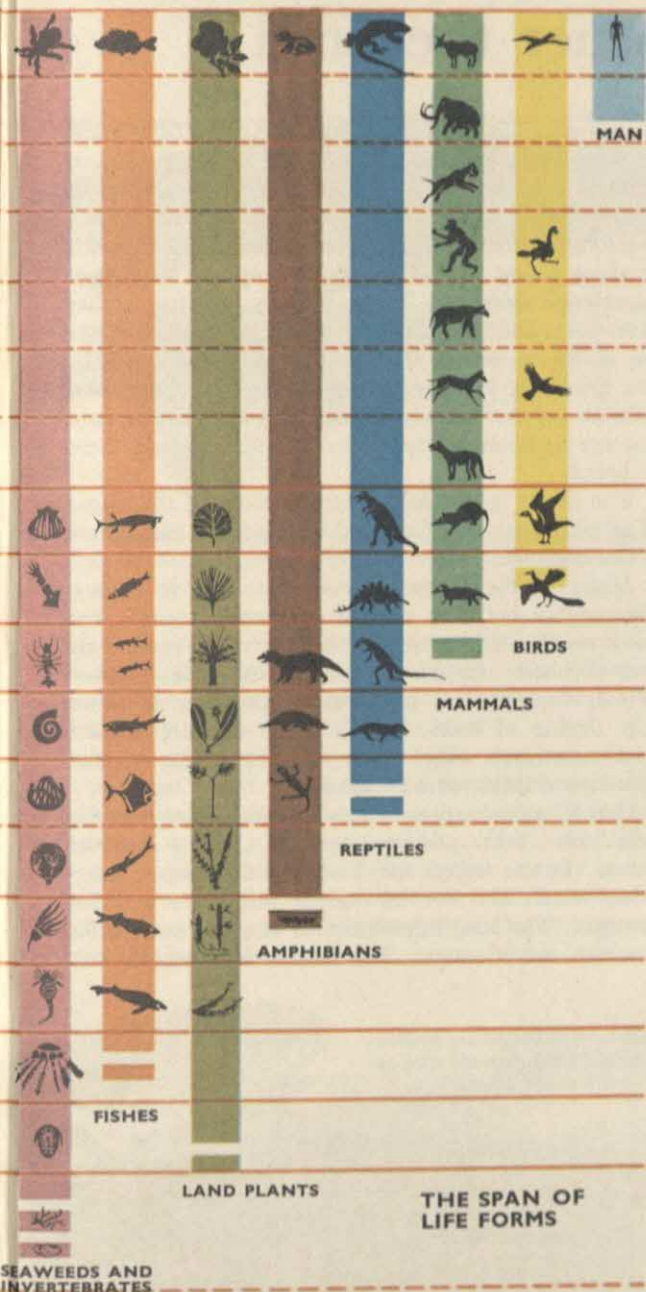 MAN
BIRDS
MAMMALS
REPTILES
AMPHIBIANS
FISHES
LAND PLANTS
THE SPAN OF
LIFE FORMS
SEAWEEDS AND
INVERTEBRATES